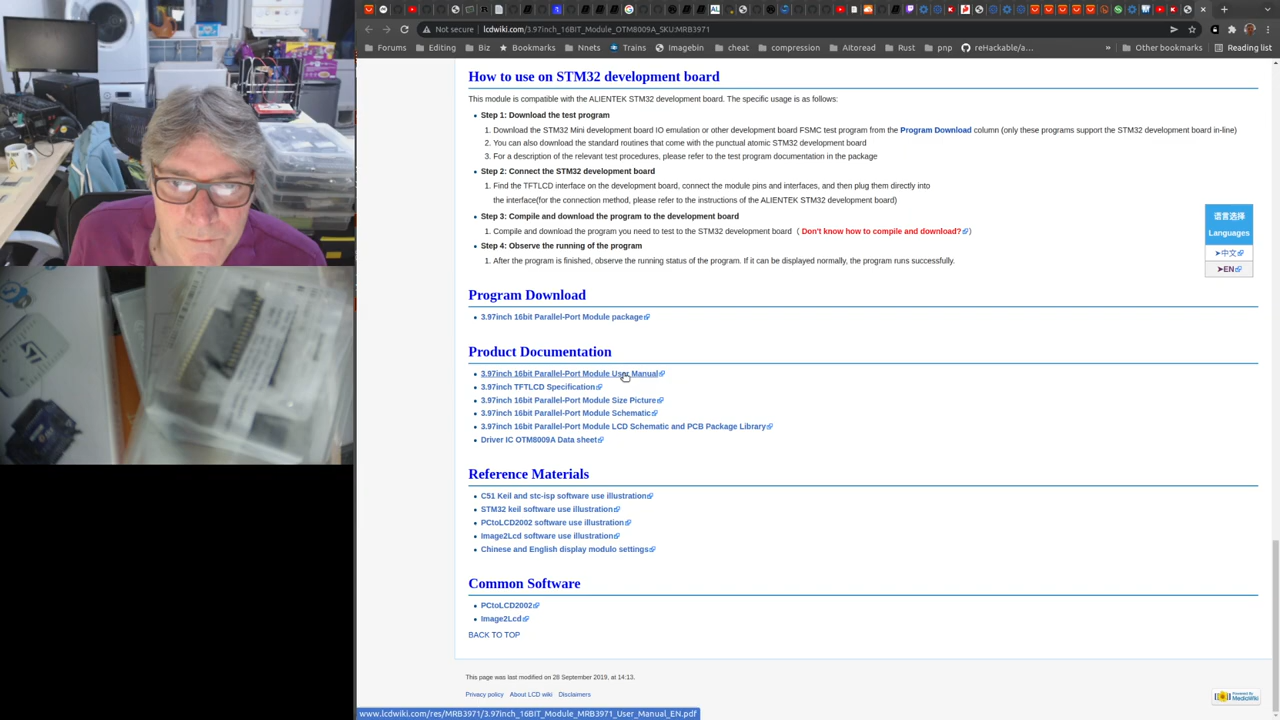 Not secure | lcdwiki.com/3.97inch_16BIT_Module_OTM8009A_SKU:MRB3971
Forums Editing Biz Bookmarks Nnets Trains Imagebin cheat compression Altoread Rust pnp reHackable/a… » Other bookmarks Reading list
How to use on STM32 development board
This module is compatible with the ALIENTEK STM32 development board. The specific usage is as follows:
Step 1: Download the test program
1. Download the STM32 Mini development board IO emulation or other development board FSMC test program from the Program Download column (only these programs support the STM32 development board in-line)
2. You can also download the standard routines that come with the punctual atomic STM32 development board
3. For a description of the relevant test procedures, please refer to the test program documentation in the package
Step 2: Connect the STM32 development board
1. Find the TFTLCD interface on the development board, connect the module pins and interfaces, and then plug them directly into
the interface(for the connection method, please refer to the instructions of the ALIENTEK STM32 development board)
Step 3: Compile and download the program to the development board
1. Compile and download the program you need to test to the STM32 development board （ Don't know how to compile and download? ）
Step 4: Observe the running of the program
1. After the program is finished, observe the running status of the program. If it can be displayed normally, the program runs successfully.
语言选择
Languages
➤中文
➤EN
Program Download
3.97inch 16bit Parallel-Port Module package
Product Documentation
3.97inch 16bit Parallel-Port Module User Manual
3.97inch TFTLCD Specification
3.97inch 16bit Parallel-Port Module Size Picture
3.97inch 16bit Parallel-Port Module Schematic
3.97inch 16bit Parallel-Port Module LCD Schematic and PCB Package Library
Driver IC OTM8009A Data sheet
Reference Materials
C51 Keil and stc-isp software use illustration
STM32 keil software use illustration
PCtoLCD2002 software use illustration
Image2Lcd software use illustration
Chinese and English display modulo settings
Common Software
PCtoLCD2002
Image2Lcd
BACK TO TOP
This page was last modified on 28 September 2019, at 14:13.
Privacy policy About LCD wiki Disclaimers
Powered By MediaWiki
www.lcdwiki.com/res/MRB3971/3.97inch_16BIT_Module_MRB3971_User_Manual_EN.pdf